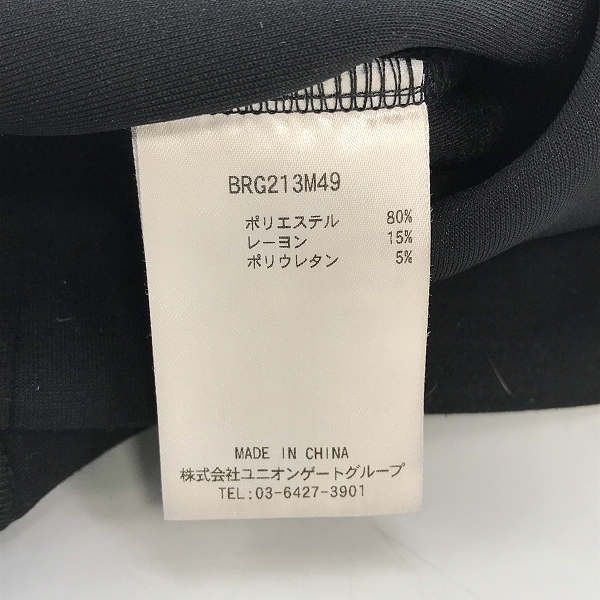 BRG213M49
ポリエステル 80%
レーヨン 15%
ポリウレタン 5%
MADE IN CHINA
株式会社ユニオンゲートグループ
TEL:03-6427-3901